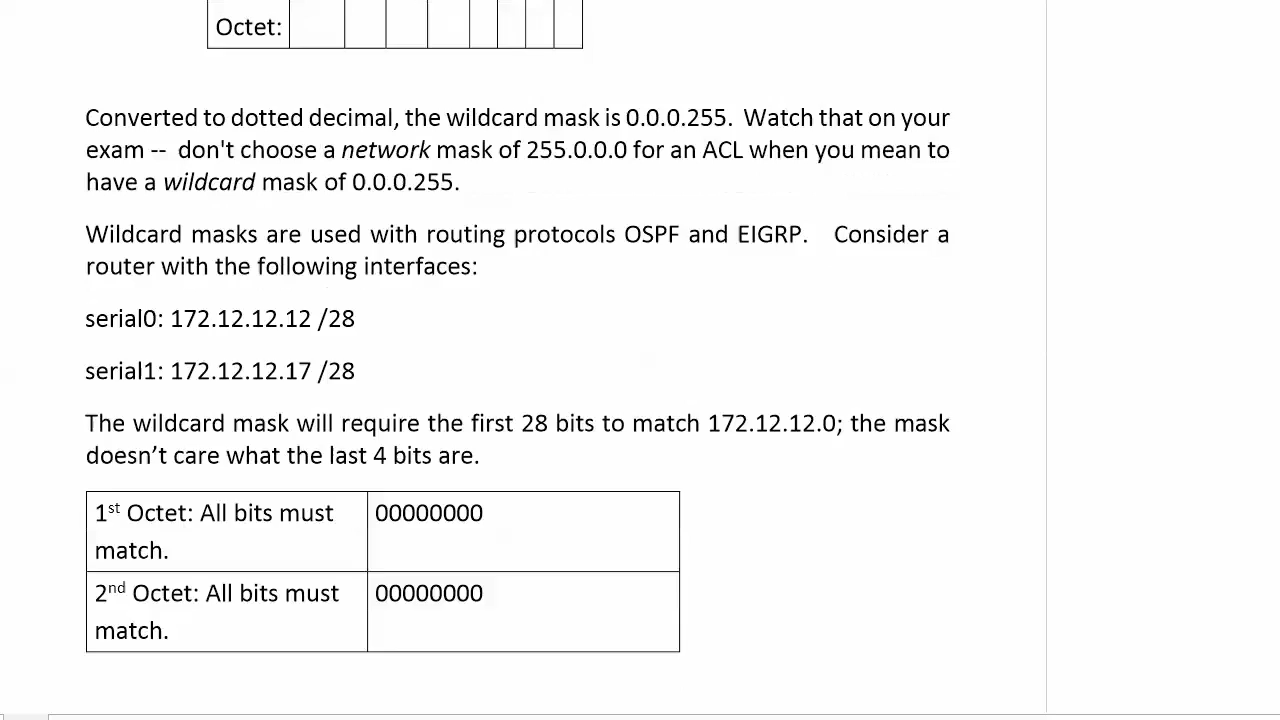 Octet:
Converted to dotted decimal, the wildcard mask is 0.0.0.255.  Watch that on your
exam --  don't choose a network mask of 255.0.0.0 for an ACL when you mean to
have a wildcard mask of 0.0.0.255.
Wildcard masks are used with routing protocols OSPF and EIGRP.  Consider a
router with the following interfaces:
serial0: 172.12.12.12 /28
serial1: 172.12.12.17 /28
The wildcard mask will require the first 28 bits to match 172.12.12.0; the mask
doesn’t care what the last 4 bits are.
1st Octet: All bits must 00000000
match.
2nd Octet: All bits must 00000000
match.